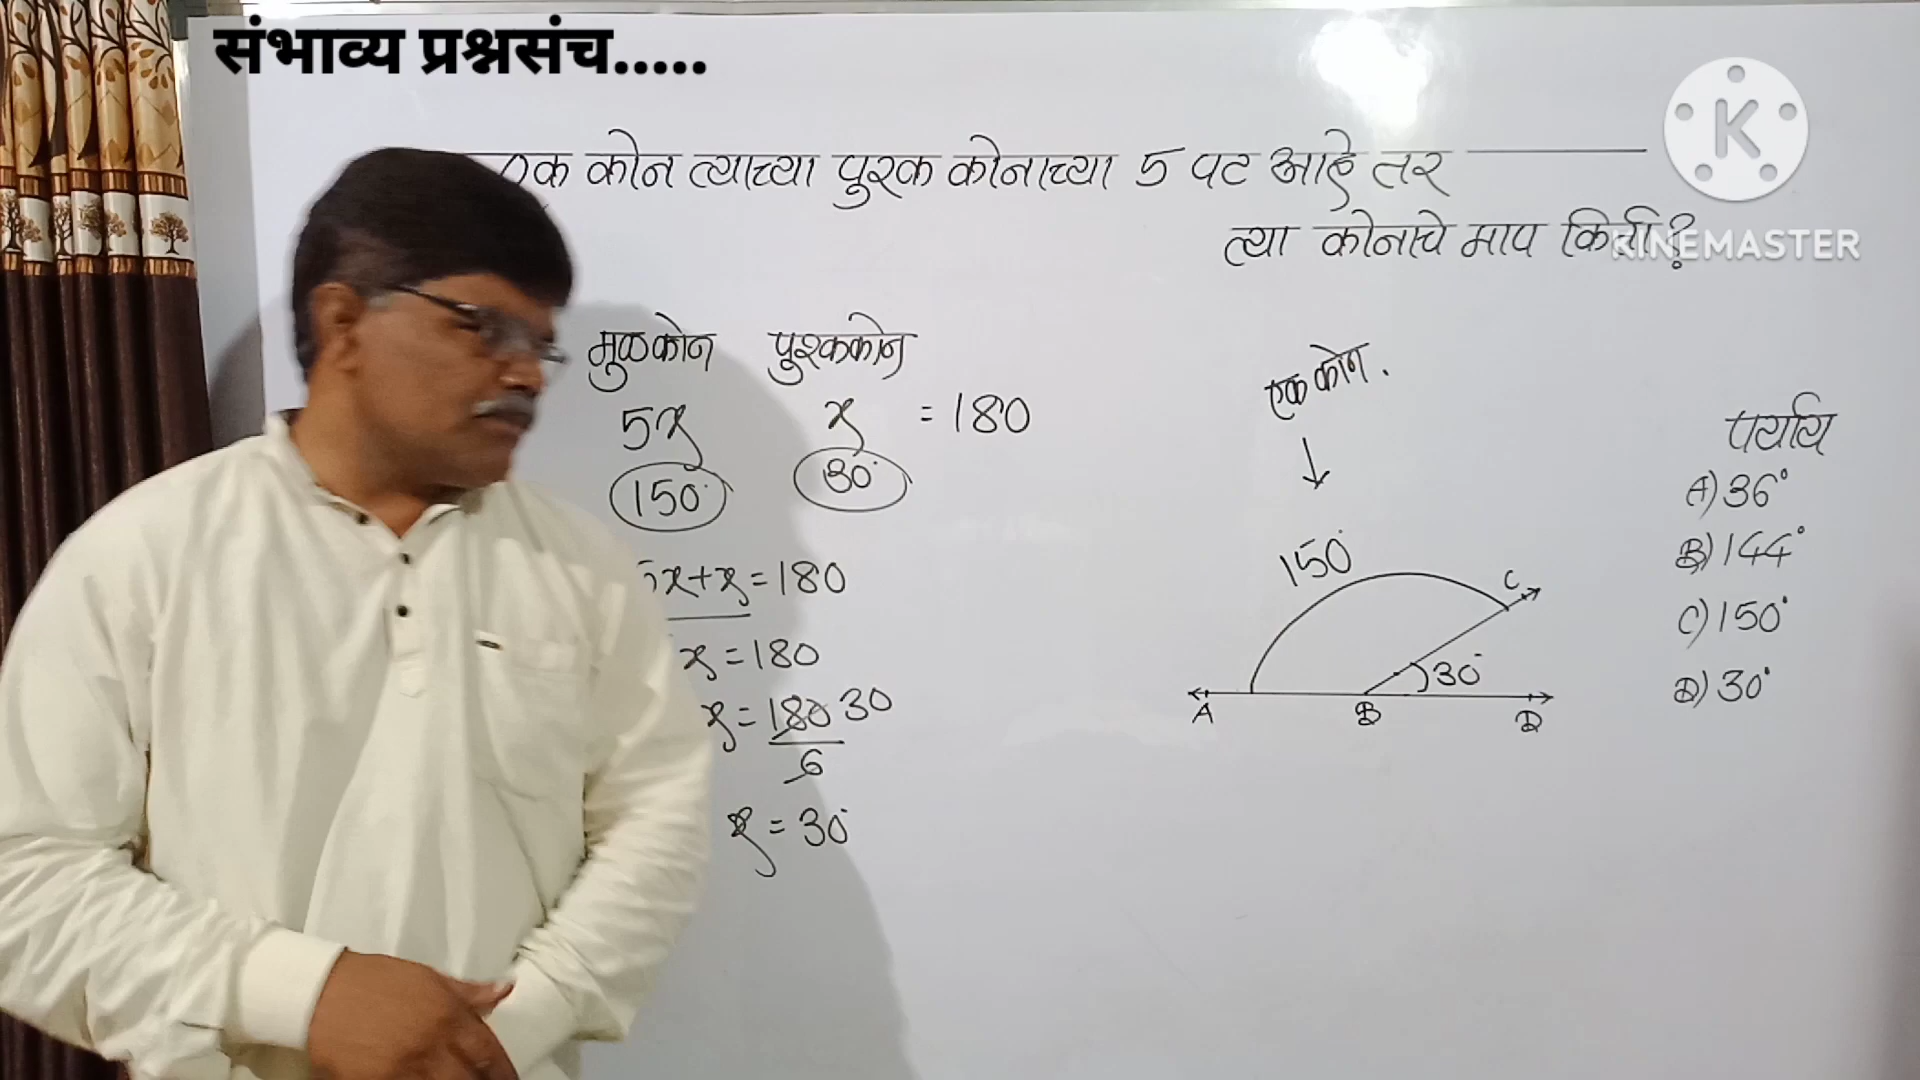 संभाव्य प्रश्नसंच.....
एक कोन त्याच्या पुरक कोनाच्या 5 पट आहे तर
त्या कोनाचे माप किती?
K
KINEMASTER
मुळकोन पुरककोन
5x x = 180
150° 30°
5x+x = 180
x = 180
x = 180 30
6
x = 30°
एक कोन.
150°
C
30°
A B D
पर्याय
A) 36°
B) 144°
C) 150°
D) 30°